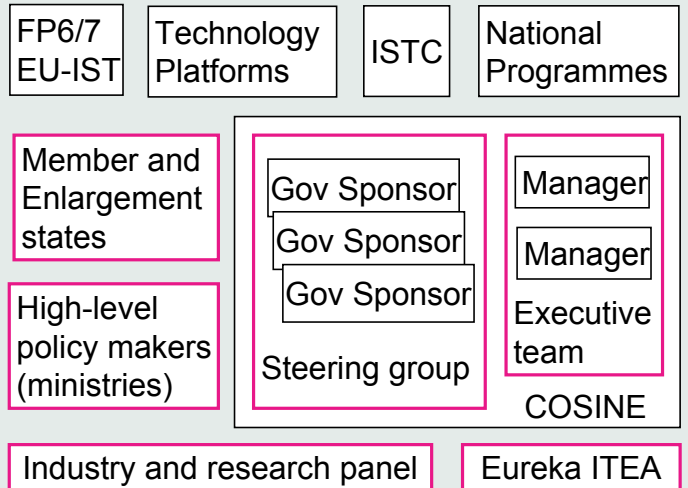 FP6/7
EU-IST
Technology
Platforms
ISTC
National
Programmes
Member and
Enlargement
states
High-level
policy makers
(ministries)
Gov Sponsor
Gov Sponsor
Gov Sponsor
Steering group
Manager
Manager
Executive
team
COSINE
Industry and research panel
Eureka ITEA